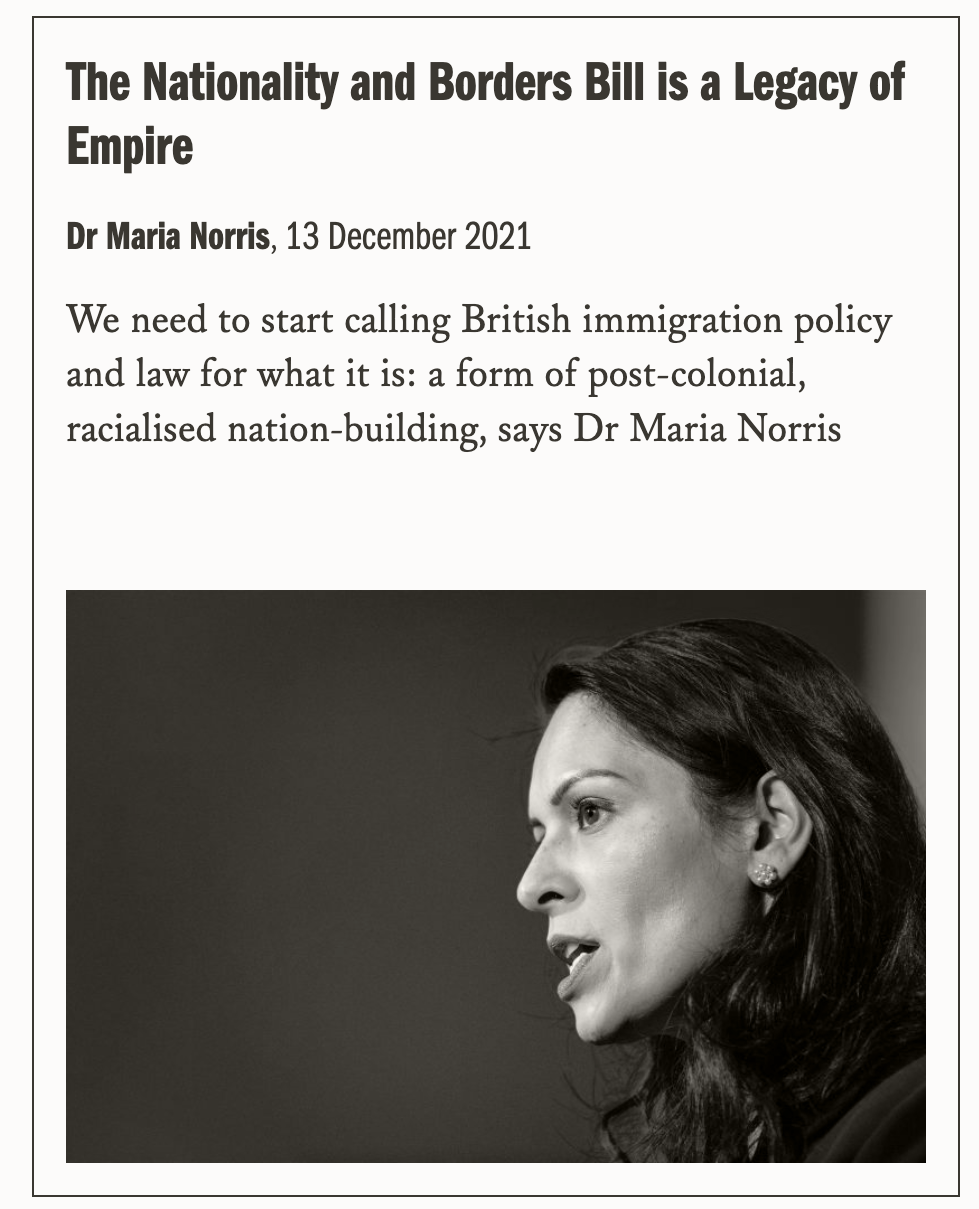 The Nationality and Borders Bill is a Legacy of
Empire
Dr Maria Norris, 13 December 2021
We need to start calling British immigration policy
and law for what it is: a form of post-colonial,
racialised nation-building, says Dr Maria Norris